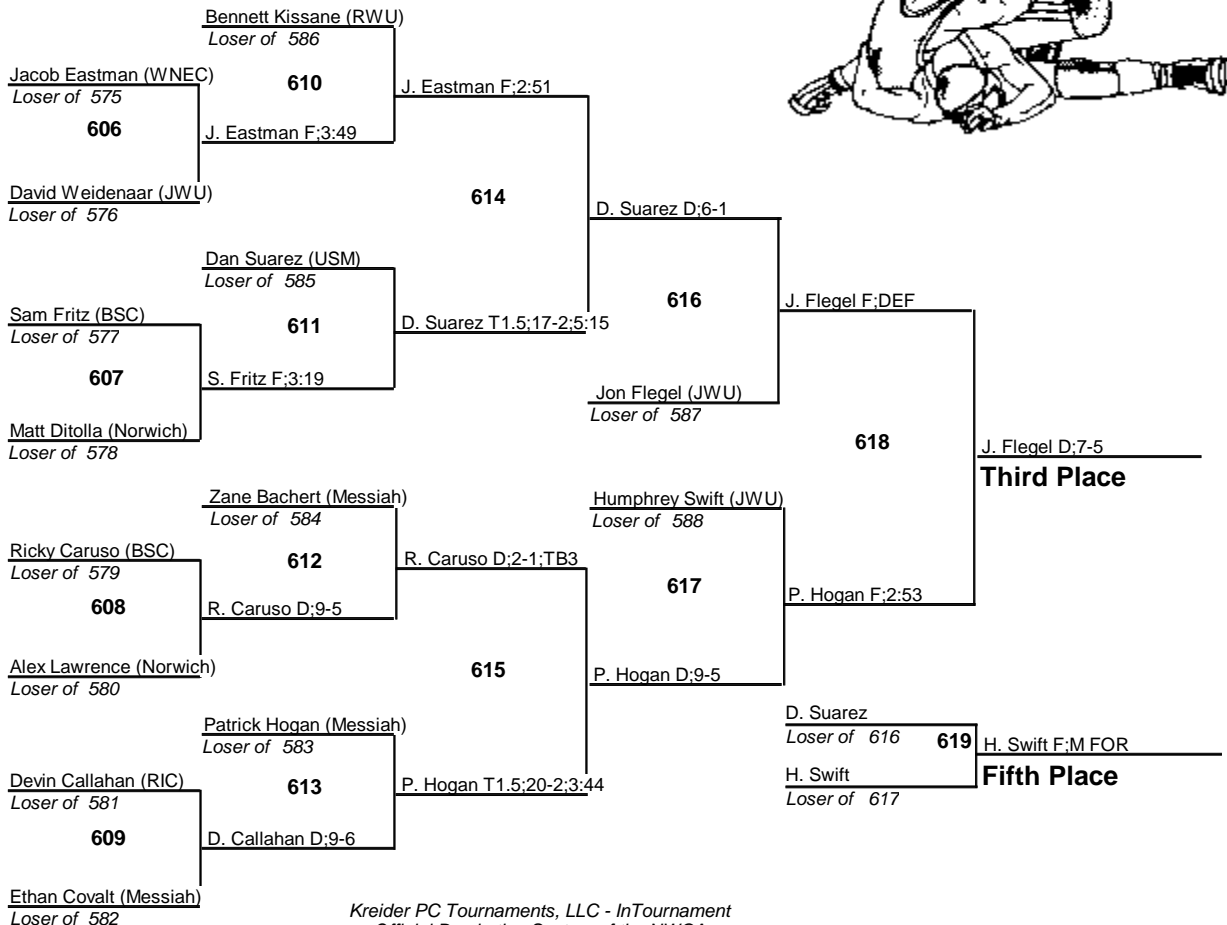 Bennett Kissane (RWU)
Loser of 586
Jacob Eastman (WNEC)
Loser of 575
610
J. Eastman F;2:51
606
J. Eastman F;3:49
David Weidenaar (JWU)
Loser of 576
614
D. Suarez D;6-1
Dan Suarez (USM)
Loser of 585
Sam Fritz (BSC)
Loser of 577
611
D. Suarez T1.5;17-2;5:15
616
J. Flegel F;DEF
607
S. Fritz F;3:19
Jon Flegel (JWU)
Loser of 587
Matt Ditolla (Norwich)
Loser of 578
618
J. Flegel D;7-5
Third Place
Zane Bachert (Messiah)
Loser of 584
Humphrey Swift (JWU)
Loser of 588
Ricky Caruso (BSC)
Loser of 579
612
R. Caruso D;2-1;TB3
617
P. Hogan F;2:53
608
R. Caruso D;9-5
Alex Lawrence (Norwich)
Loser of 580
615
P. Hogan D;9-5
Patrick Hogan (Messiah)
Loser of 583
D. Suarez
Loser of 616
619
H. Swift F;M FOR
Fifth Place
H. Swift
Loser of 617
Devin Callahan (RIC)
Loser of 581
613
P. Hogan T1.5;20-2;3:44
609
D. Callahan D;9-6
Ethan Covalt (Messiah)
Loser of 582
Kreider PC Tournaments, LLC - InTournament